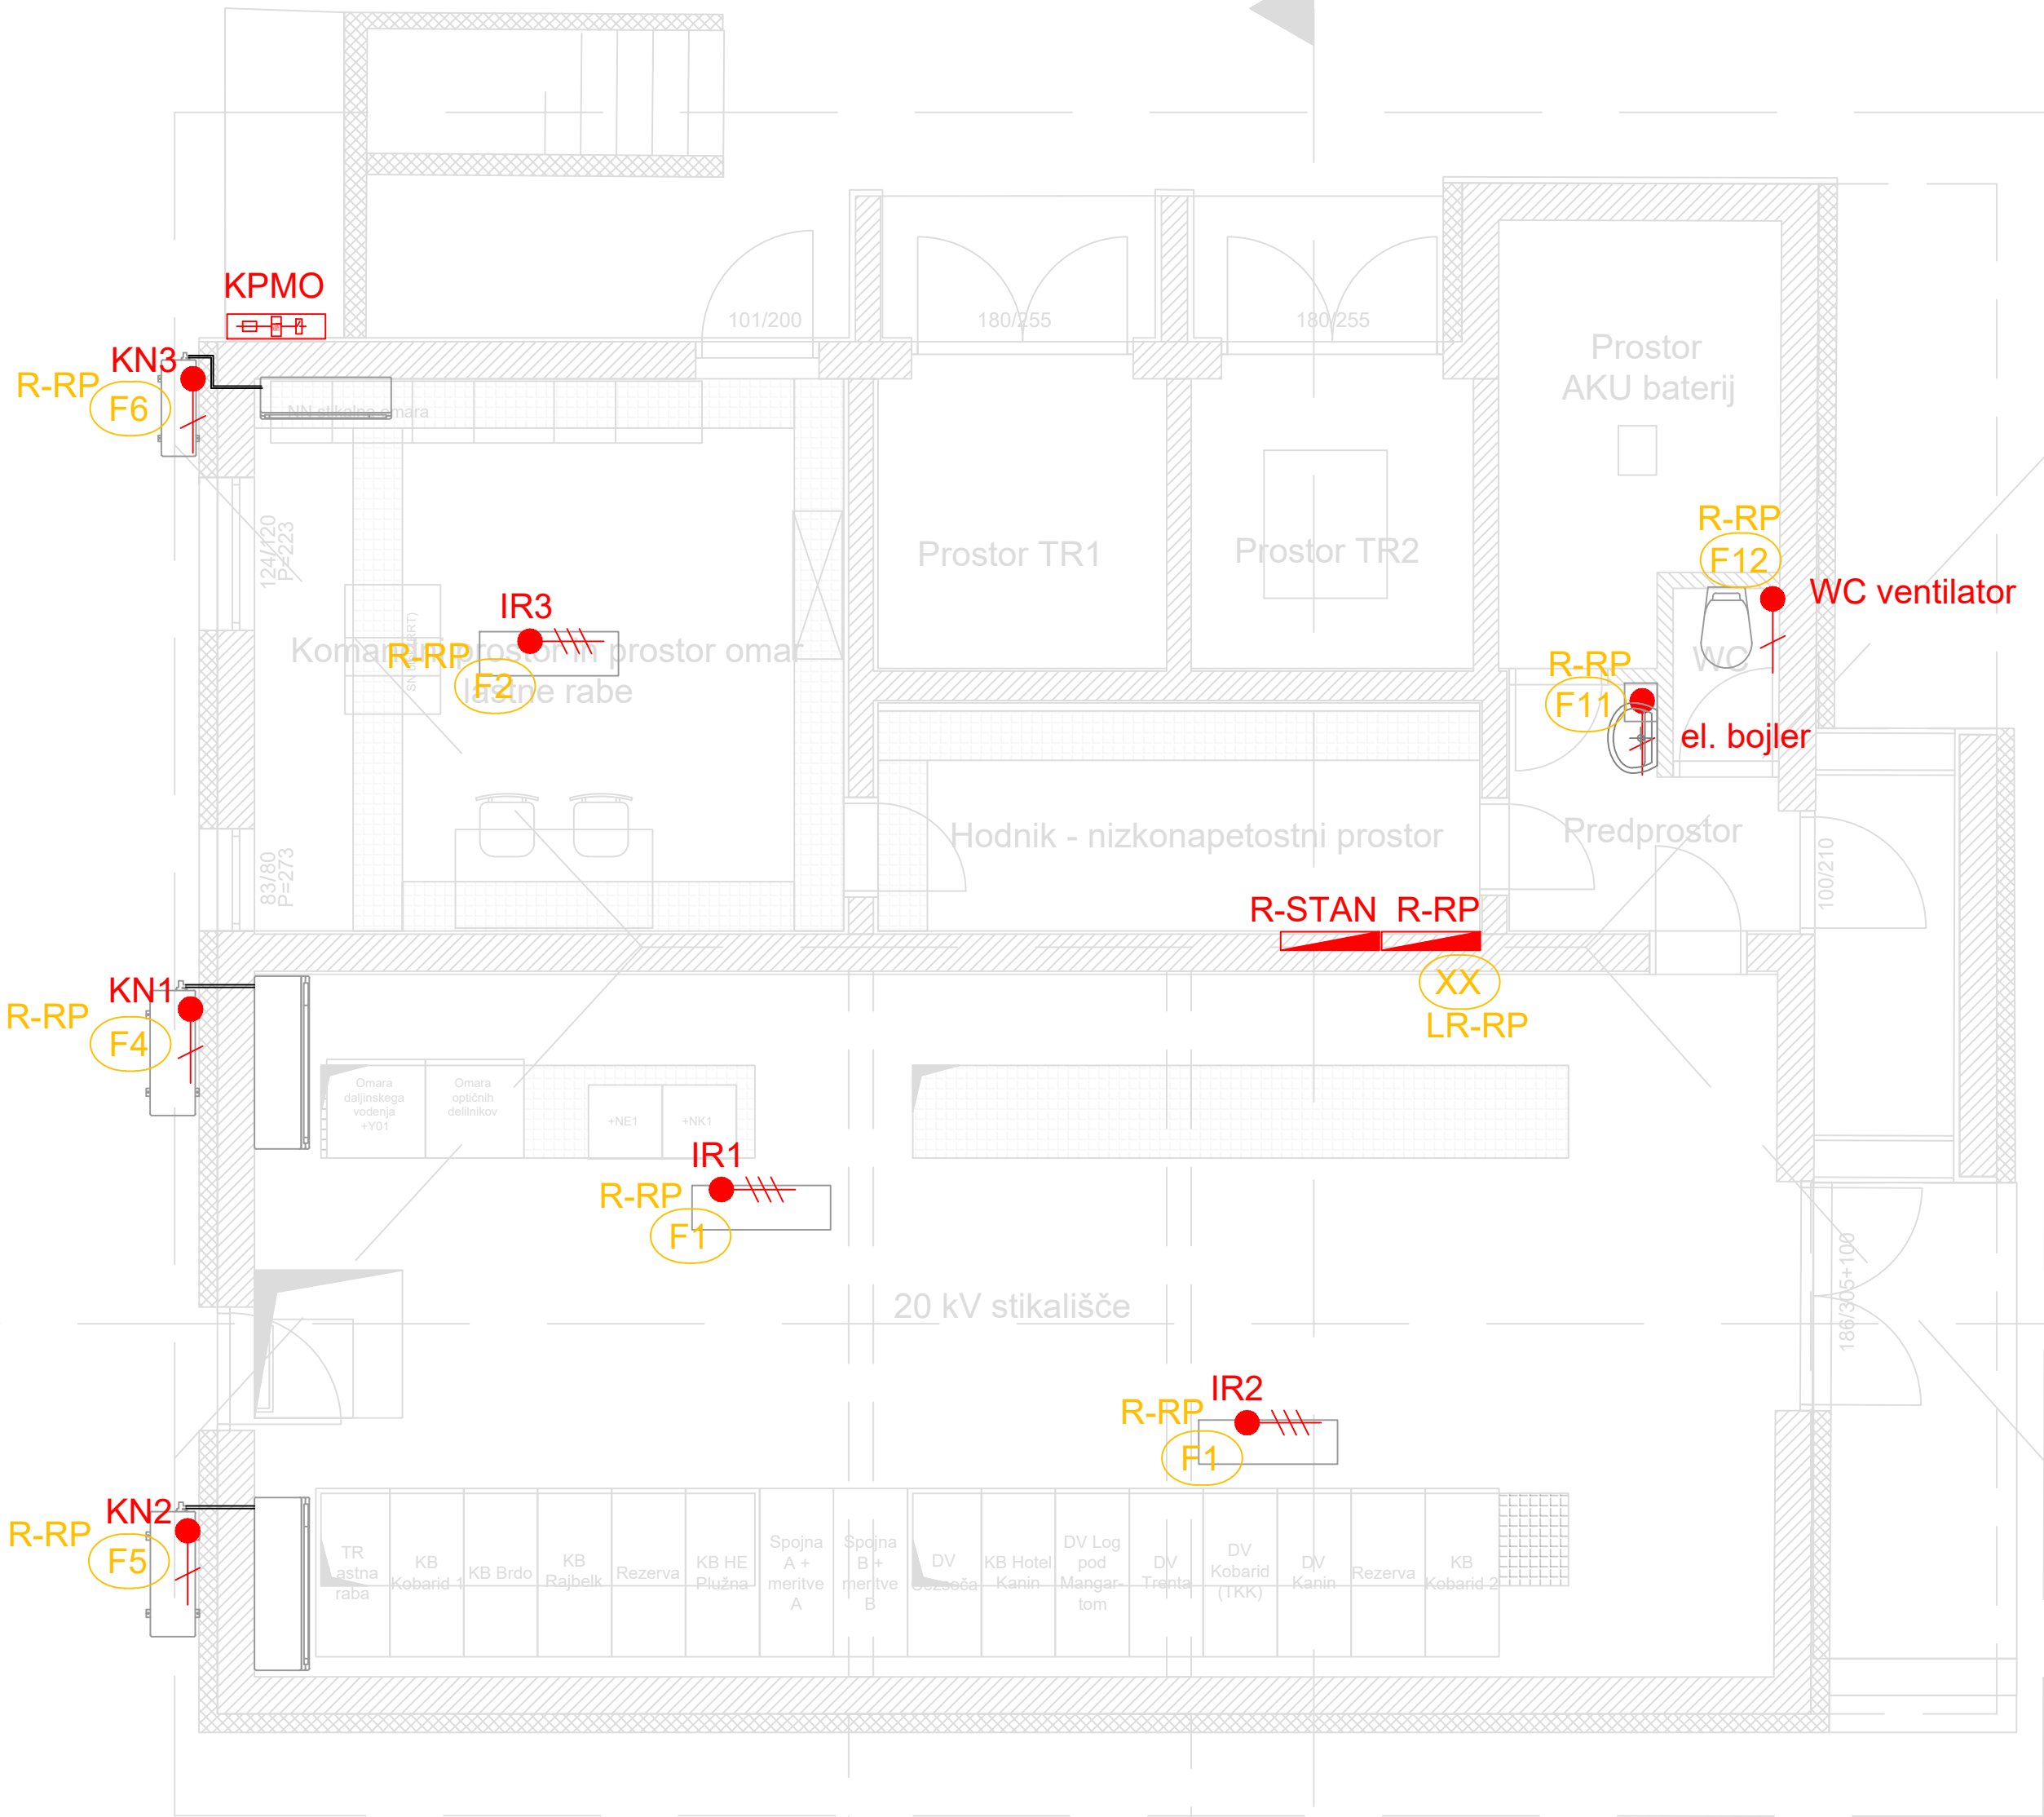 KPMO
KN3
R-RP
F6
101/200
180/255
180/255
Prostor
AKU baterij
NN stikalna omara
124/120
P=223
Prostor TR1
Prostor TR2
R-RP
F12
WC ventilator
WC
IR3
Komandni prostor in prostor omar
lastne rabe
R-RP
F2
R-RP
F11
el. bojler
83/80
P=273
Hodnik - nizkonapetostni prostor
Predprostor
100/210
R-STAN
R-RP
XX
LR-RP
KN1
R-RP
F4
Omara
daljinskega
vodenja
+Y01
Omara
optičnih
delilnikov
+NE1
+NK1
IR1
R-RP
F1
20 kV stikališče
186/305+100
IR2
R-RP
F1
KN2
R-RP
F5
TR
lastna
raba
KB
Kobarid 1
KB Brdo
KB
Rajhelk
Rezerva
KB HE
Plužna
Spojna
A +
meritve
A
Spojna
B +
meritve
B
DV
KB Hotel
Kanin
DV Log
pod
Mangar-
tom
DV
Trenta
DV
Kobarid
(TKK)
DV
Kanin
Rezerva
KB
Kobarid 2